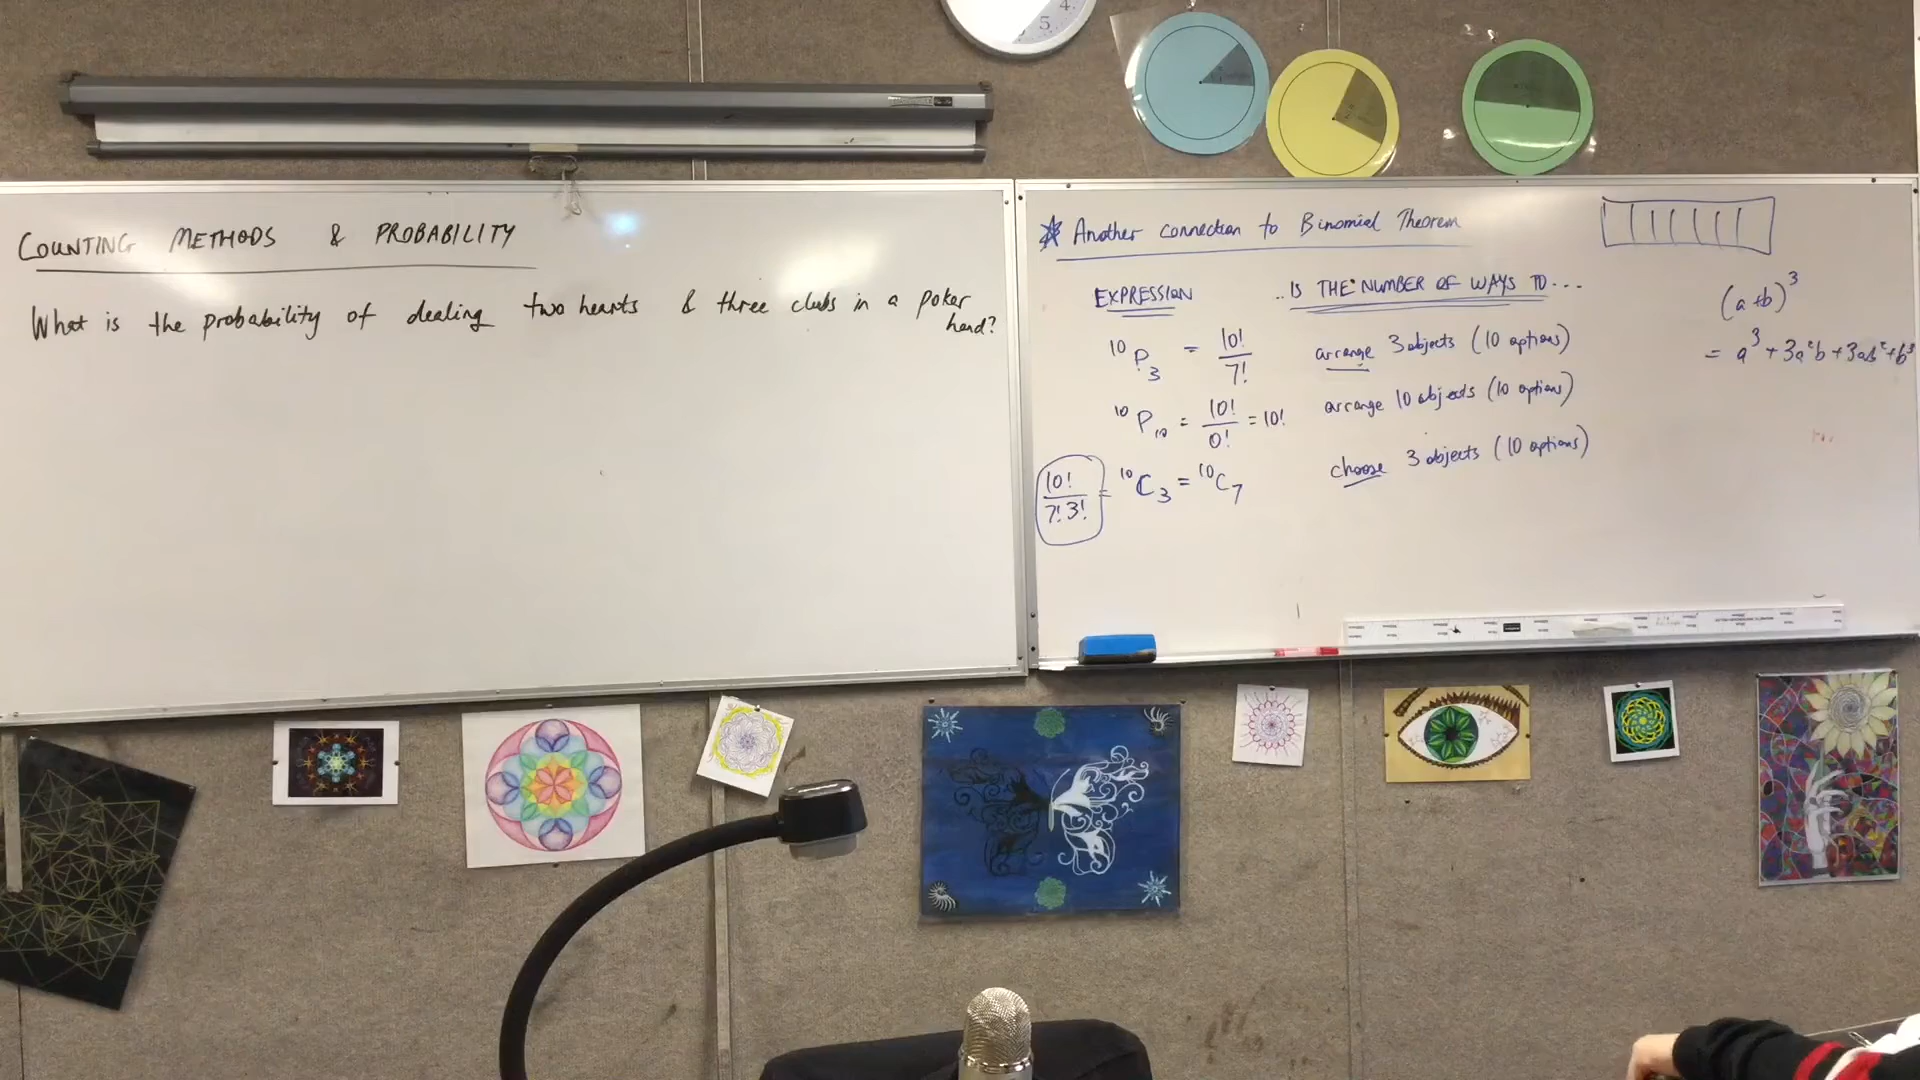 COUNTING METHODS & PROBABILITY
What is the probability of dealing two hearts & three clubs in a poker
hand?
* Another connection to Binomial Theorem
EXPRESSION ..IS THE NUMBER OF WAYS TO...
¹⁰P₃ = 10!/7! arrange 3 objects (10 options)
¹⁰P₁₀ = 10!/0! = 10! arrange 10 objects (10 options)
10!/7!3! = ¹⁰C₃ = ¹⁰C₇ choose 3 objects (10 options)
(a+b)³
= a³ + 3a²b + 3ab² + b³
5 4